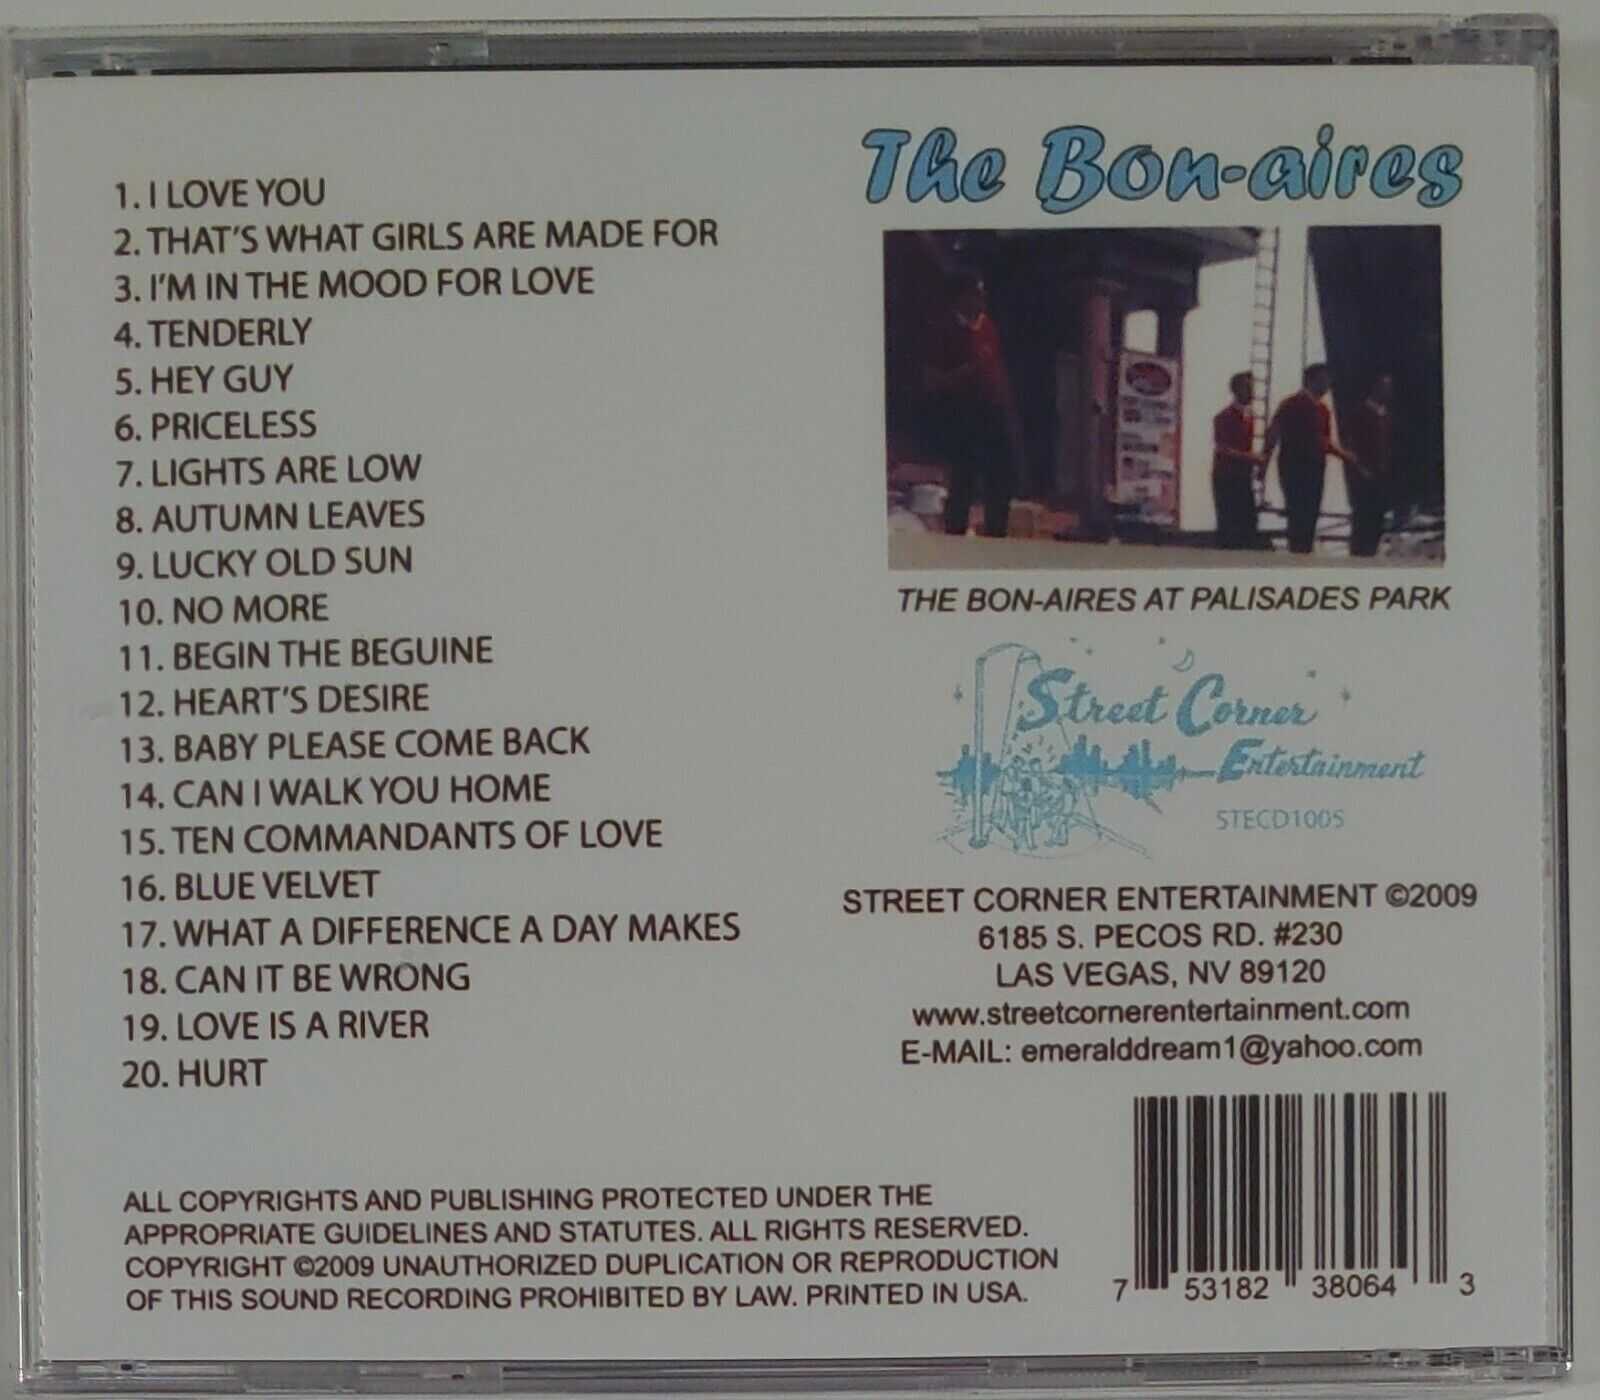 1. I LOVE YOU
2. THAT'S WHAT GIRLS ARE MADE FOR
3. I'M IN THE MOOD FOR LOVE
4. TENDERLY
5. HEY GUY
6. PRICELESS
7. LIGHTS ARE LOW
8. AUTUMN LEAVES
9. LUCKY OLD SUN
10. NO MORE
11. BEGIN THE BEGUINE
12. HEART'S DESIRE
13. BABY PLEASE COME BACK
14. CAN I WALK YOU HOME
15. TEN COMMANDANTS OF LOVE
16. BLUE VELVET
17. WHAT A DIFFERENCE A DAY MAKES
18. CAN IT BE WRONG
19. LOVE IS A RIVER
20. HURT
The Bon-aires
THE BON-AIRES AT PALISADES PARK
Street Corner
Entertainment
STECD1005
STREET CORNER ENTERTAINMENT ©2009
6185 S. PECOS RD. #230
LAS VEGAS, NV 89120
www.streetcornerentertainment.com
E-MAIL: emeralddream1@yahoo.com
ALL COPYRIGHTS AND PUBLISHING PROTECTED UNDER THE
APPROPRIATE GUIDELINES AND STATUTES. ALL RIGHTS RESERVED.
COPYRIGHT ©2009 UNAUTHORIZED DUPLICATION OR REPRODUCTION
OF THIS SOUND RECORDING PROHIBITED BY LAW. PRINTED IN USA.
7 53182 38064 3